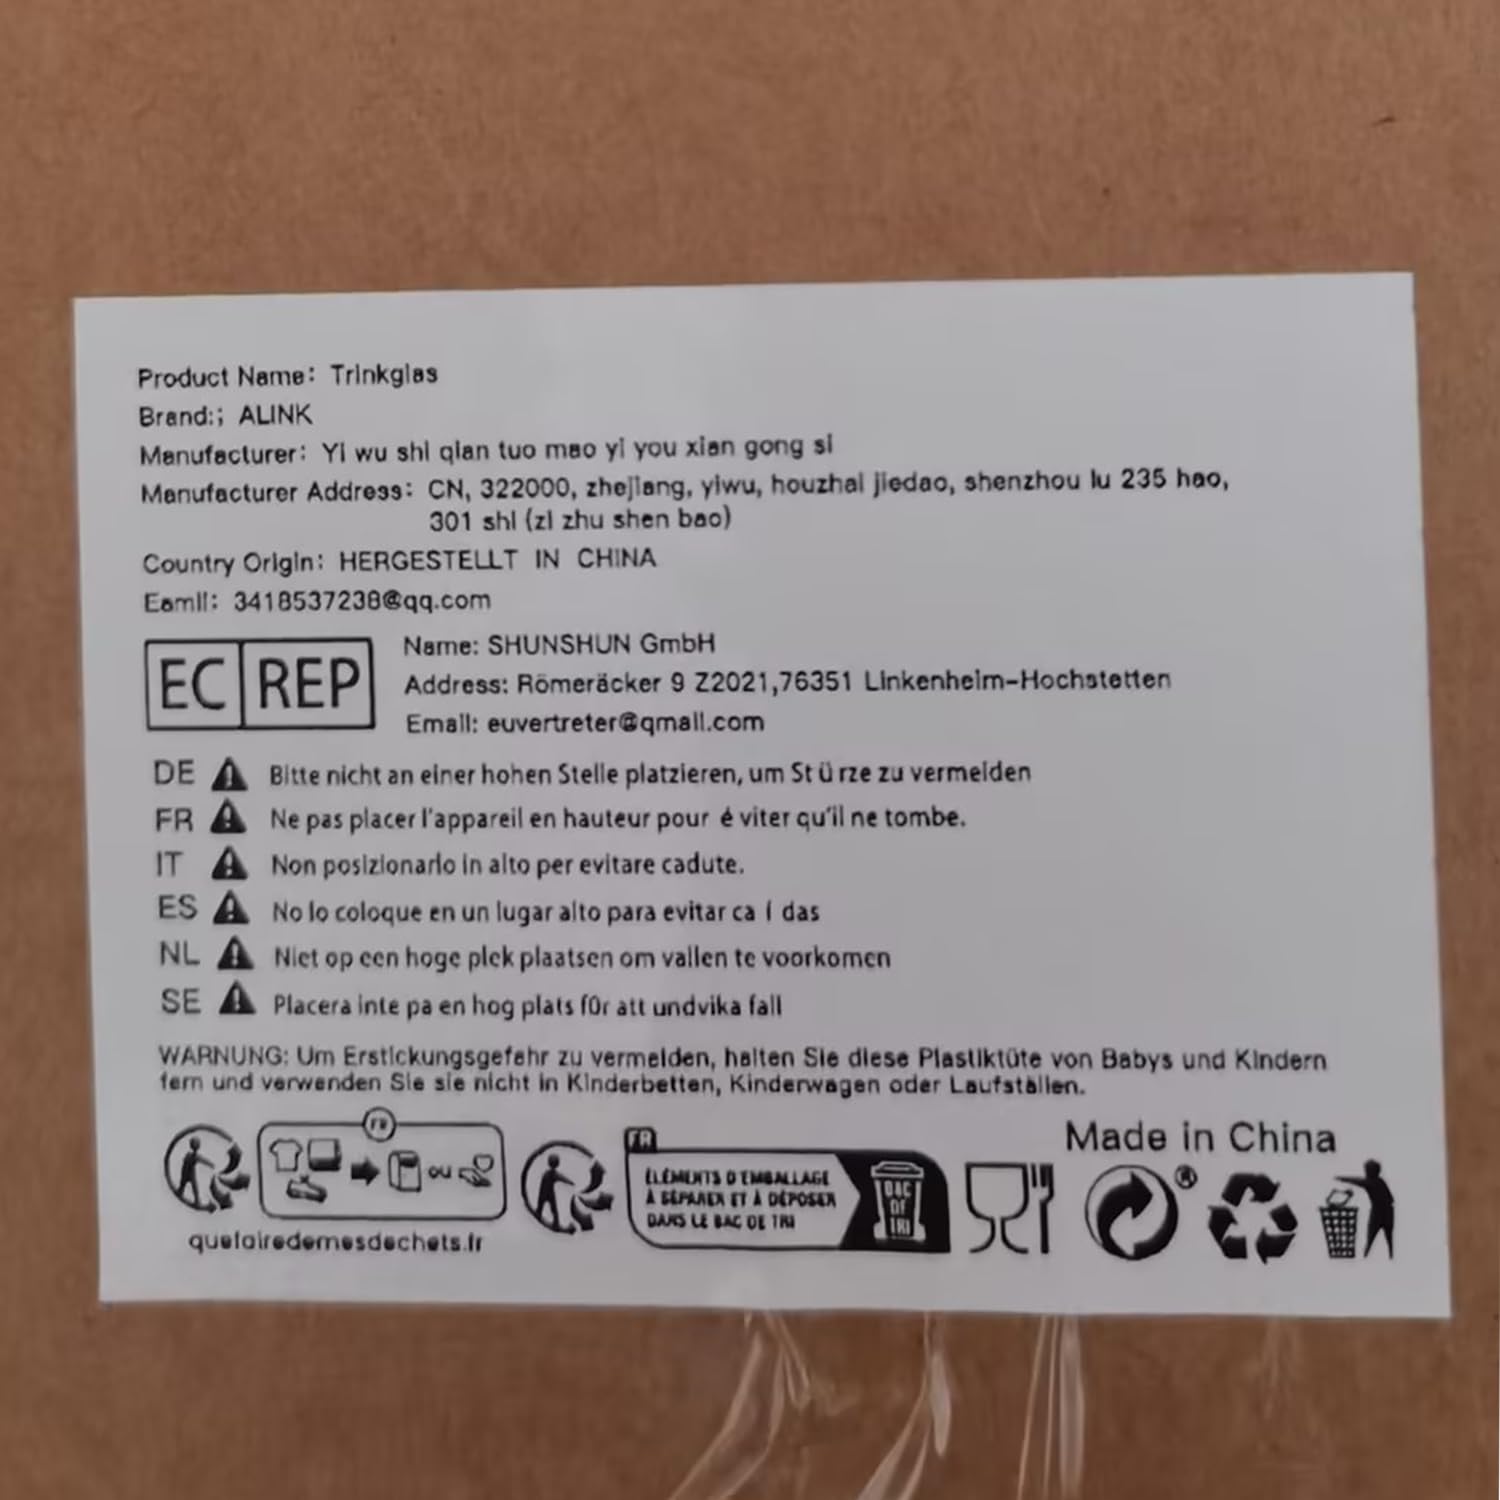 Product Name: Trinkglas
Brand:; ALINK
Manufacturer: Yi wu shi qian tuo mao yi you xian gong si
Manufacturer Address: CN, 322000, zhejiang, yiwu, houzhai jiedao, shenzhou lu 235 hao,
301 shi (zi zhu shen bao)
Country Origin: HERGESTELLT IN CHINA
Eamil: 3418537238@qq.com
EC REP
Name: SHUNSHUN GmbH
Address: Römeräcker 9 Z2021,76351 Linkenheim-Hochstetten
Email: euvertreter@qmail.com
DE Bitte nicht an einer hohen Stelle platzieren, um St ü rze zu vermeiden
FR Ne pas placer l'appareil en hauteur pour é viter qu'il ne tombe.
IT Non posizionarlo in alto per evitare cadute.
ES No lo coloque en un lugar alto para evitar ca í das
NL Niet op een hoge plek plaatsen om vallen te voorkomen
SE Placera inte pa en hog plats för att undvika fall
WARNUNG: Um Erstickungsgefahr zu vermeiden, halten Sie diese Plastiktüte von Babys und Kindern
fern und verwenden Sie sie nicht in Kinderbetten, Kinderwagen oder Laufställen.
Made in China
FR
ou
quefairedemesdechets.fr
FR
ÉLÉMENTS D'EMBALLAGE
À SÉPARER ET À DÉPOSER
DANS LE BAC DE TRI
BAC
DE
TRI
®